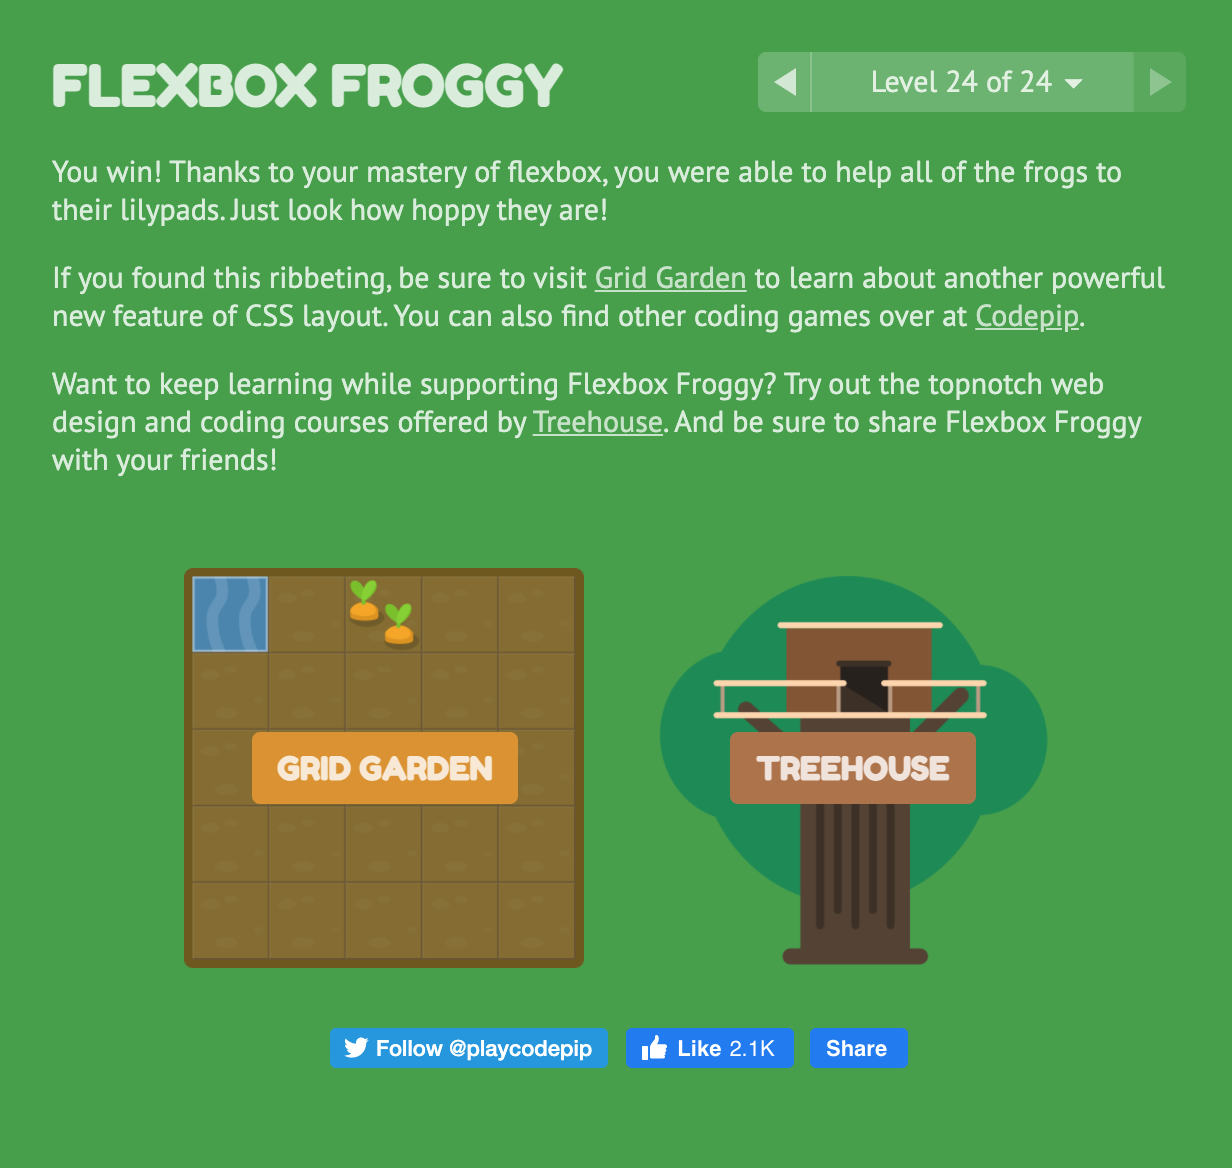 FLEXBOX FROGGY
Level 24 of 24
You win! Thanks to your mastery of flexbox, you were able to help all of the frogs to
their lilypads. Just look how hoppy they are!
If you found this ribbeting, be sure to visit Grid Garden to learn about another powerful
new feature of CSS layout. You can also find other coding games over at Codepip.
Want to keep learning while supporting Flexbox Froggy? Try out the topnotch web
design and coding courses offered by Treehouse. And be sure to share Flexbox Froggy
with your friends!
GRID GARDEN
TREEHOUSE
Follow @playcodepip
Like 2.1K
Share